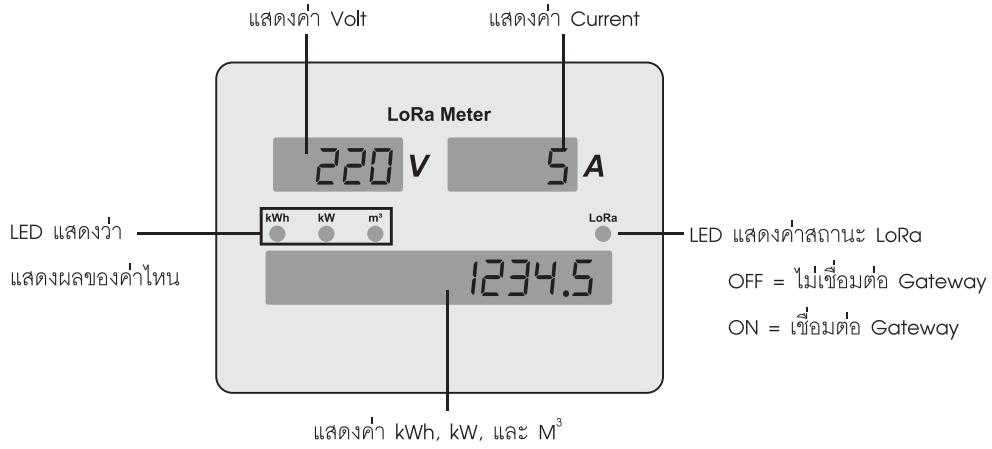 แสดงค่า Volt
แสดงค่า Current
LoRa Meter
220 V
5 A
kWh kW m³
LoRa
LED แสดงว่า
แสดงผลของค่าไหน
1234.5
LED แสดงค่าสถานะ LoRa
OFF = ไม่เชื่อมต่อ Gateway
ON = เชื่อมต่อ Gateway
แสดงค่า kWh, kW, และ M³